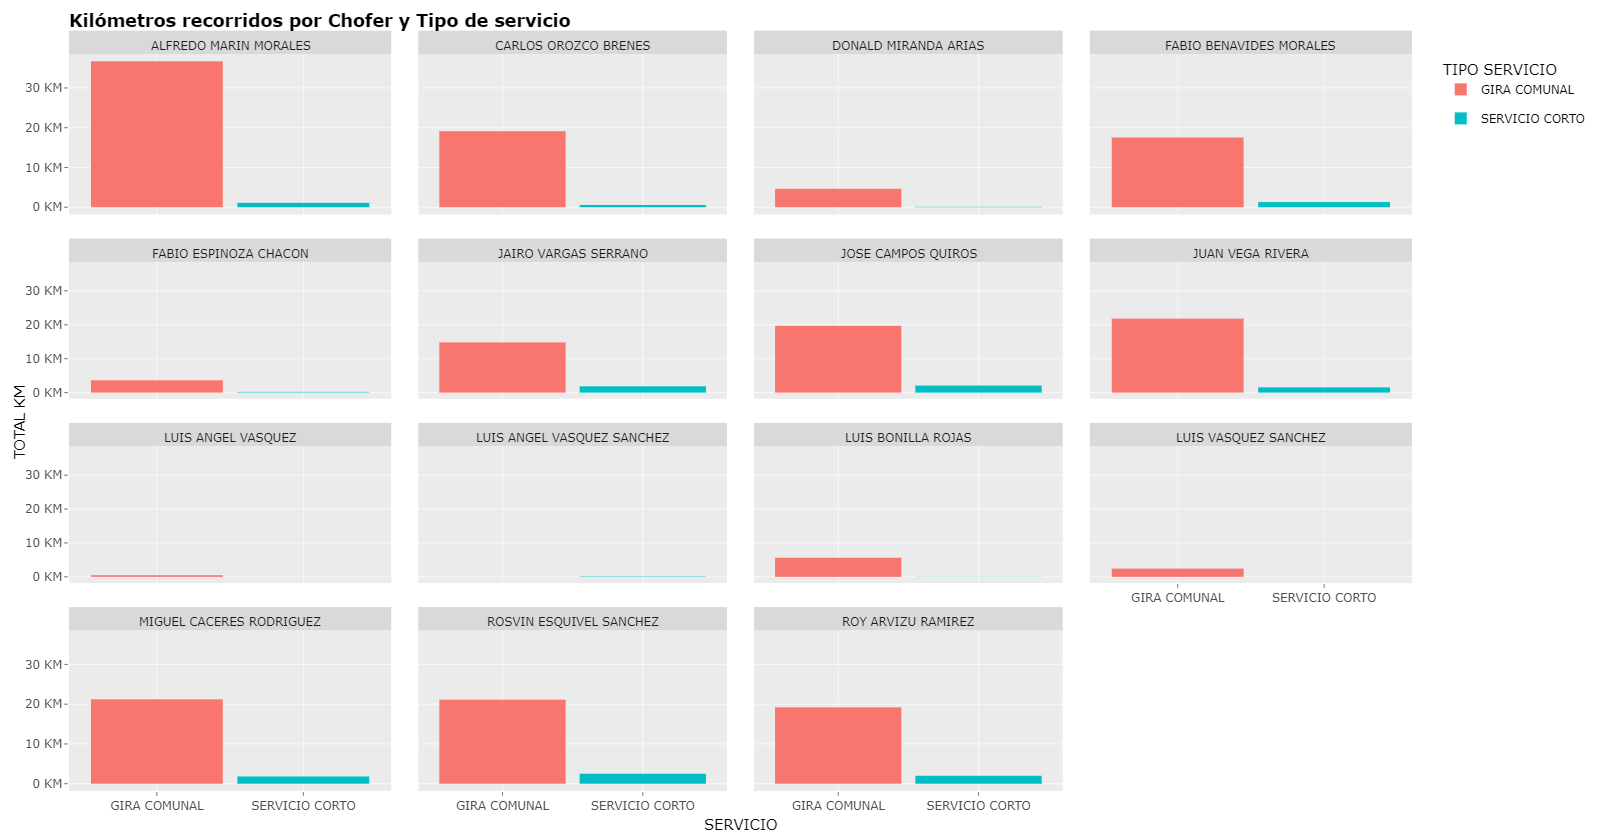 Kilómetros recorridos por Chofer y Tipo de servicio
ALFREDO MARIN MORALES
CARLOS OROZCO BRENES
DONALD MIRANDA ARIAS
FABIO BENAVIDES MORALES
TIPO SERVICIO
GIRA COMUNAL
SERVICIO CORTO
30 KM
20 KM
10 KM
0 KM
FABIO ESPINOZA CHACON
JAIRO VARGAS SERRANO
JOSE CAMPOS QUIROS
JUAN VEGA RIVERA
30 KM
20 KM
10 KM
0 KM
TOTAL KM
LUIS ANGEL VASQUEZ
LUIS ANGEL VASQUEZ SANCHEZ
LUIS BONILLA ROJAS
LUIS VASQUEZ SANCHEZ
30 KM
20 KM
10 KM
0 KM
GIRA COMUNAL
SERVICIO CORTO
MIGUEL CACERES RODRIGUEZ
ROSVIN ESQUIVEL SANCHEZ
ROY ARVIZU RAMIREZ
30 KM
20 KM
10 KM
0 KM
GIRA COMUNAL
SERVICIO CORTO
GIRA COMUNAL
SERVICIO CORTO
GIRA COMUNAL
SERVICIO CORTO
SERVICIO